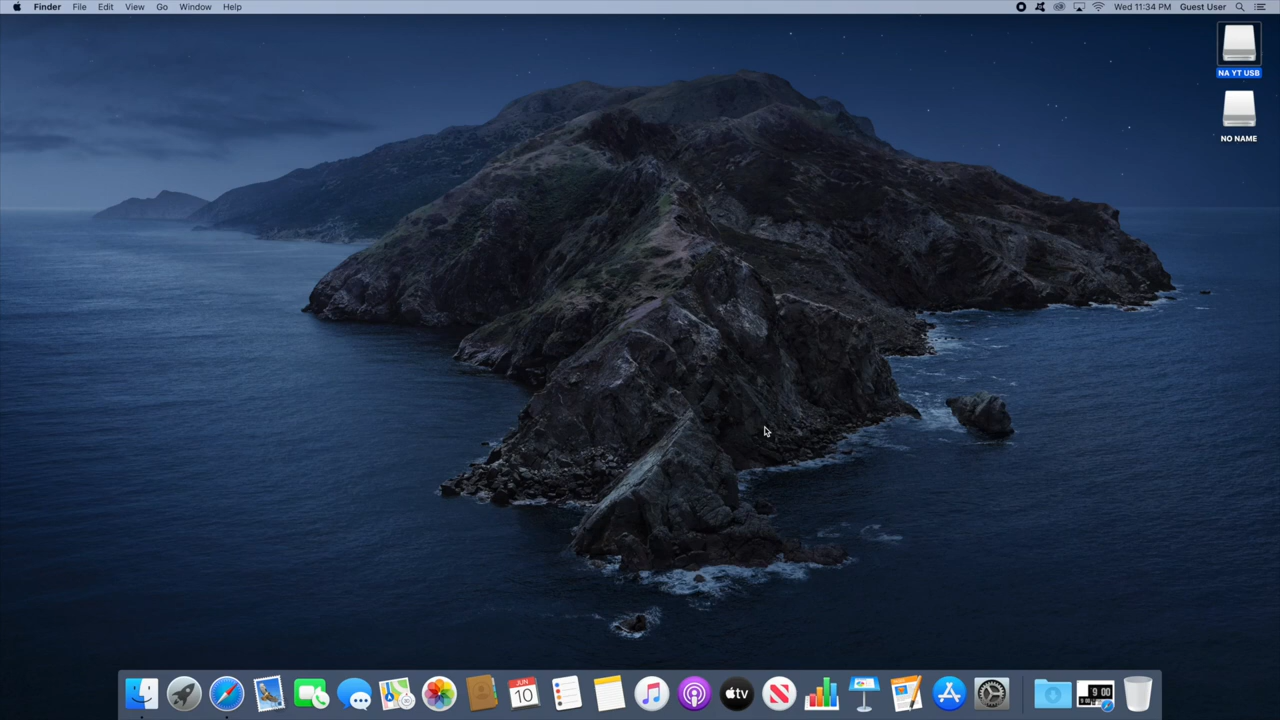 Finder File Edit View Go Window Help Wed 11:34 PM Guest User
NA YT USB
NO NAME
JUN
10
tv
9 00